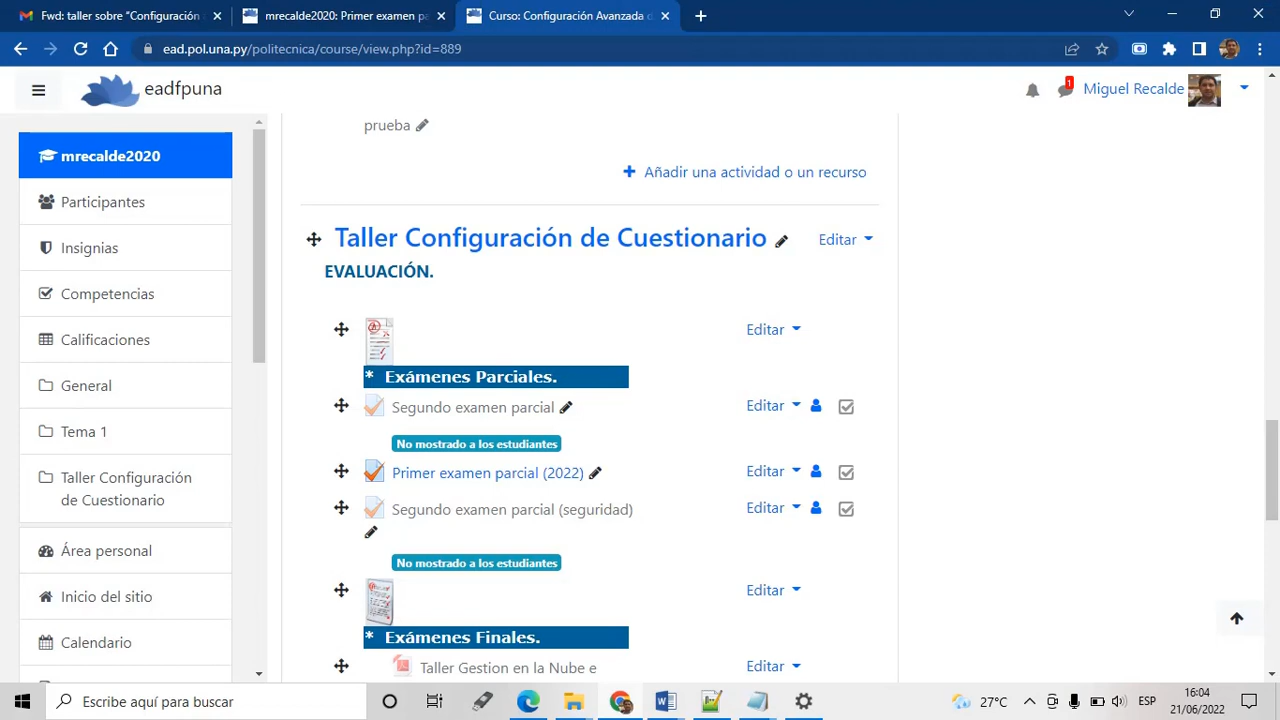 Fwd: taller sobre "Configuración
mrecalde2020: Primer examen pa
Curso: Configuración Avanzada d
ead.pol.una.py/politecnica/course/view.php?id=889
eadfpuna
1
Miguel Recalde
mrecalde2020
Participantes
Insignias
Competencias
Calificaciones
General
Tema 1
Taller Configuración
de Cuestionario
Área personal
Inicio del sitio
Calendario
prueba
Añadir una actividad o un recurso
Taller Configuración de Cuestionario
Editar
EVALUACIÓN.
Editar
* Exámenes Parciales.
Segundo examen parcial
Editar
No mostrado a los estudiantes
Primer examen parcial (2022)
Editar
Segundo examen parcial (seguridad)
Editar
No mostrado a los estudiantes
Editar
* Exámenes Finales.
Taller Gestion en la Nube e
Editar
Escribe aquí para buscar
27°C
ESP
16:04
21/06/2022